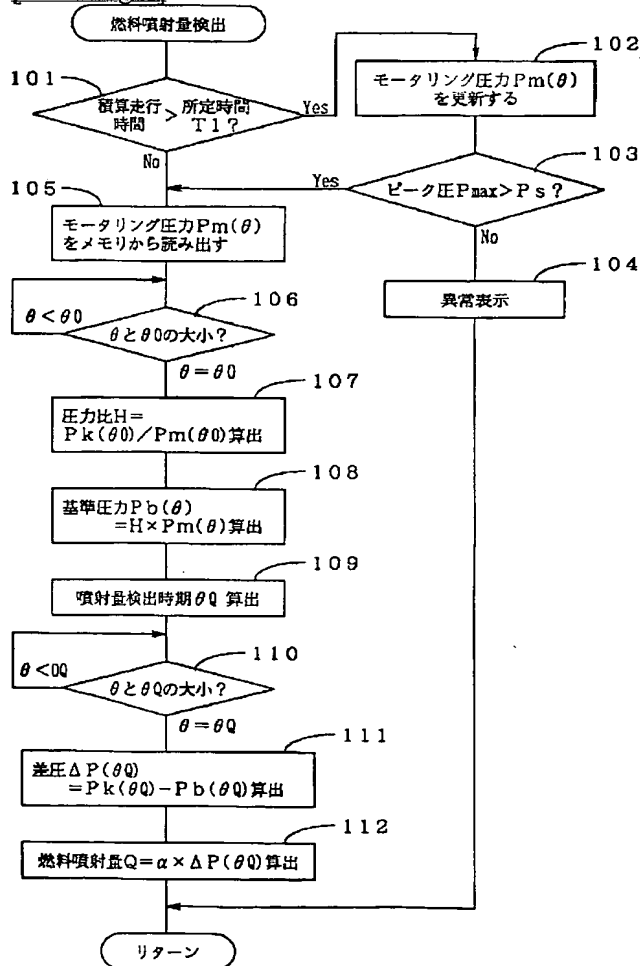 燃料噴射量検出
101
積算走行
時間
>
所定時間
T1?
Yes
No
102
モータリング圧力Pm(θ)
を更新する
103
ピーク圧Pmax>Ps?
Yes
No
104
異常表示
105
モータリング圧力Pm(θ)
をメモリから読み出す
106
θ<θ0
θとθ0の大小?
θ=θ0
107
圧力比H=
Pk(θ0)/Pm(θ0)算出
108
基準圧力Pb(θ)
=H×Pm(θ)算出
109
噴射量検出時期θQ 算出
110
θ<θQ
θとθQの大小?
θ=θQ
111
差圧ΔP(θQ)
=Pk(θQ)-Pb(θQ)算出
112
燃料噴射量Q=α×ΔP(θQ)算出
リターン